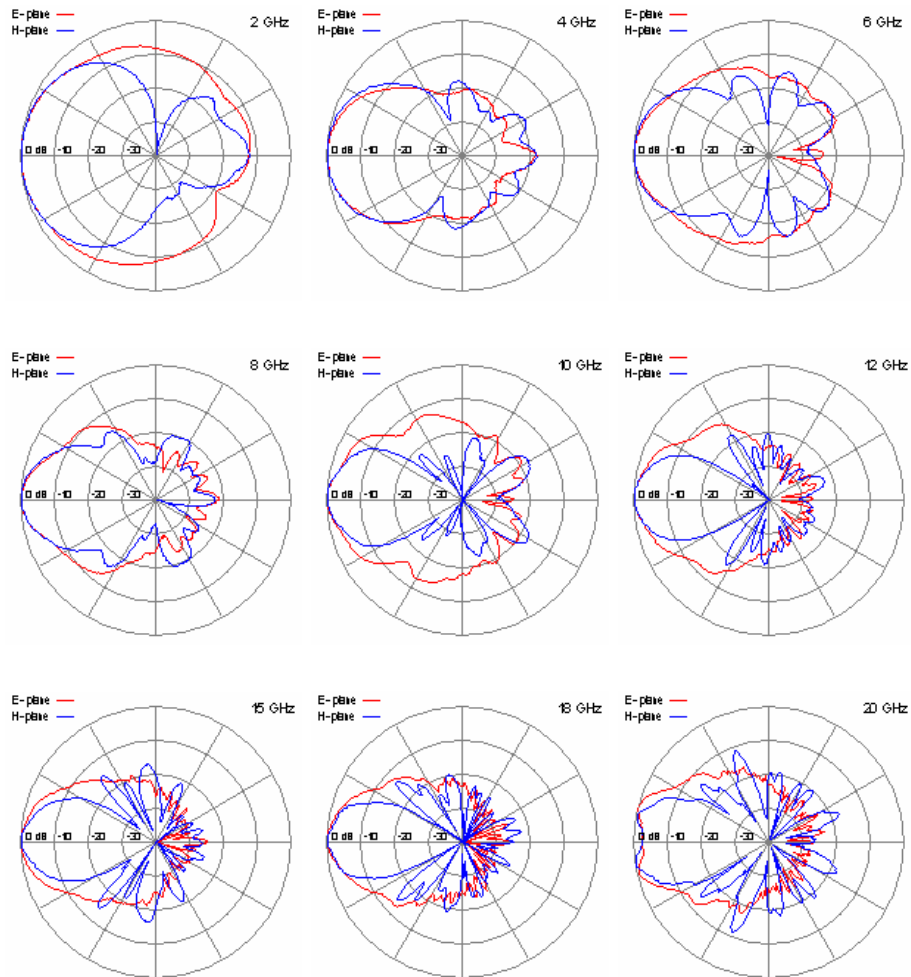 E-plane 2 GHz
H-plane
0 dB -10 -20 -30
E-plane 4 GHz
H-plane
0 dB -10 -20 -30
E-plane 6 GHz
H-plane
0 dB -10 -20 -30
E-plane 8 GHz
H-plane
0 dB -10 -20 -30
E-plane 10 GHz
H-plane
0 dB -10 -20 -30
E-plane 12 GHz
H-plane
0 dB -10 -20 -30
E-plane 15 GHz
H-plane
0 dB -10 -20 -30
E-plane 18 GHz
H-plane
0 dB -10 -20 -30
E-plane 20 GHz
H-plane
0 dB -10 -20 -30